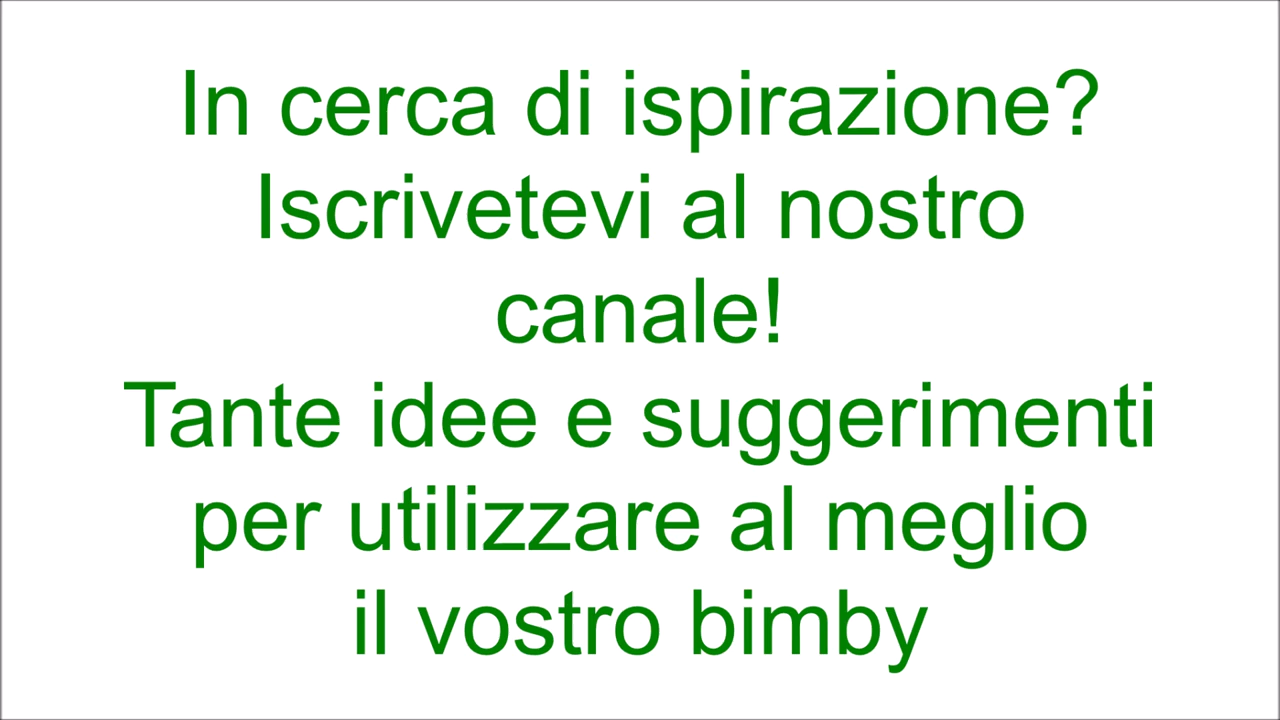 In cerca di ispirazione?
Iscrivetevi al nostro
canale!
Tante idee e suggerimenti
per utilizzare al meglio
il vostro bimby